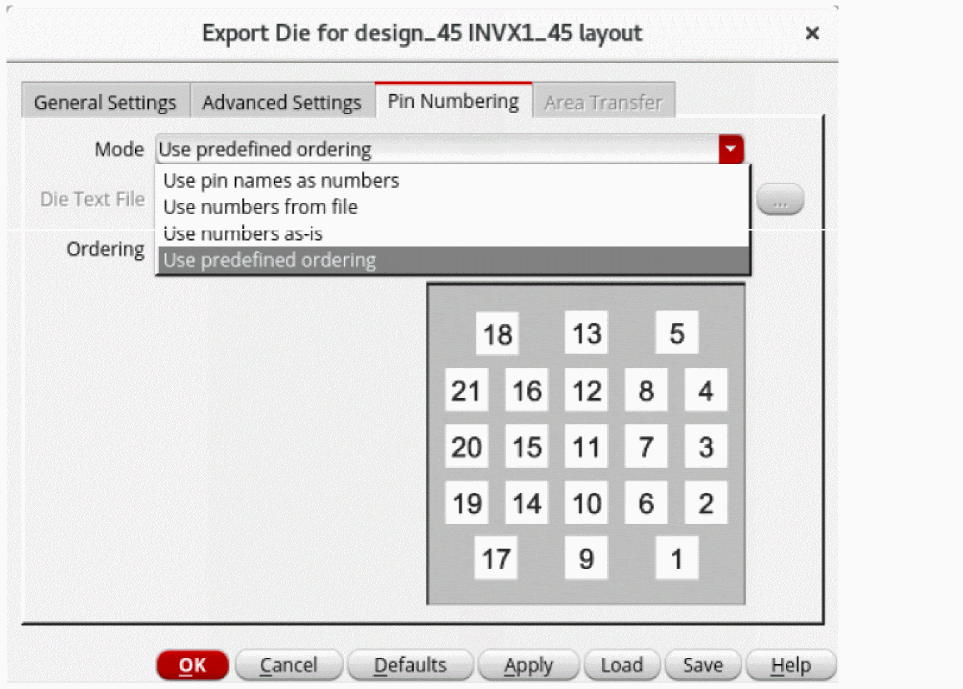 Export Die for design_45 INVX1_45 layout
General Settings Advanced Settings Pin Numbering Area Transfer
Mode Use predefined ordering
Use pin names as numbers
Die Text File Use numbers from file ...
Use numbers as-is
Ordering Use predefined ordering
18 13 5
21 16 12 8 4
20 15 11 7 3
19 14 10 6 2
17 9 1
OK Cancel Defaults Apply Load Save Help